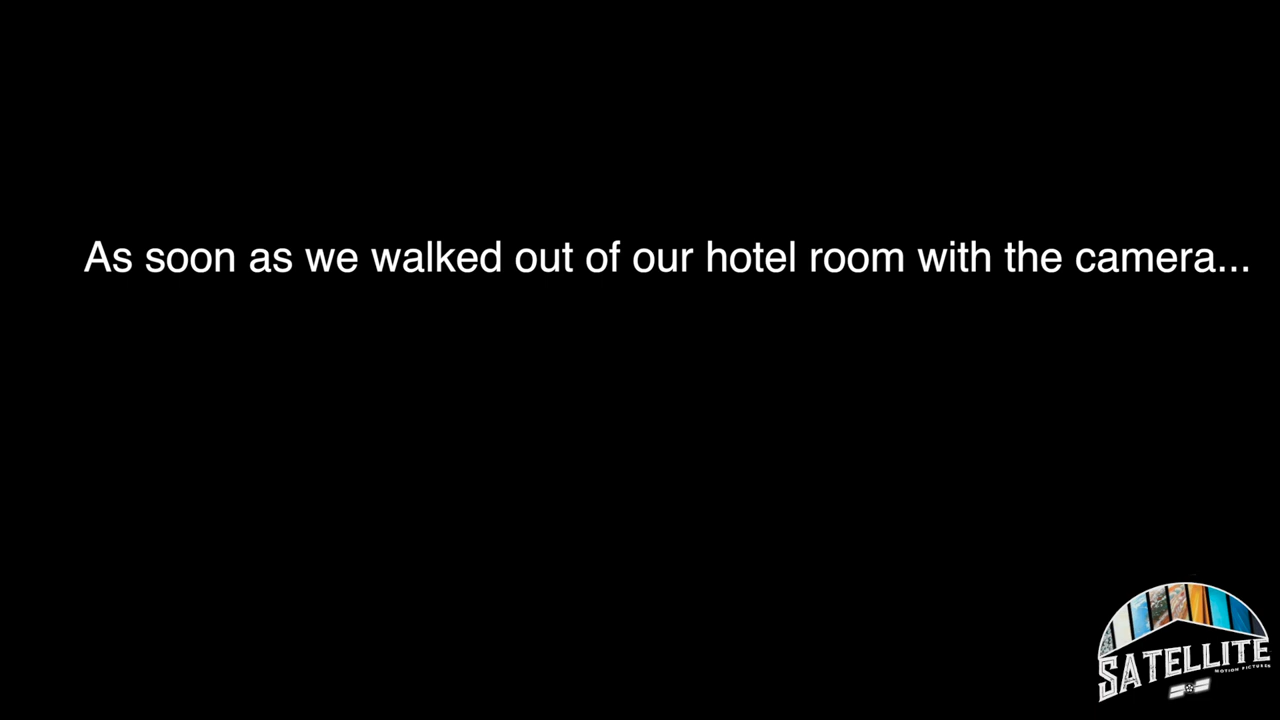 As soon as we walked out of our hotel room with the camera...
SATELLITE
MOTION PICTURES